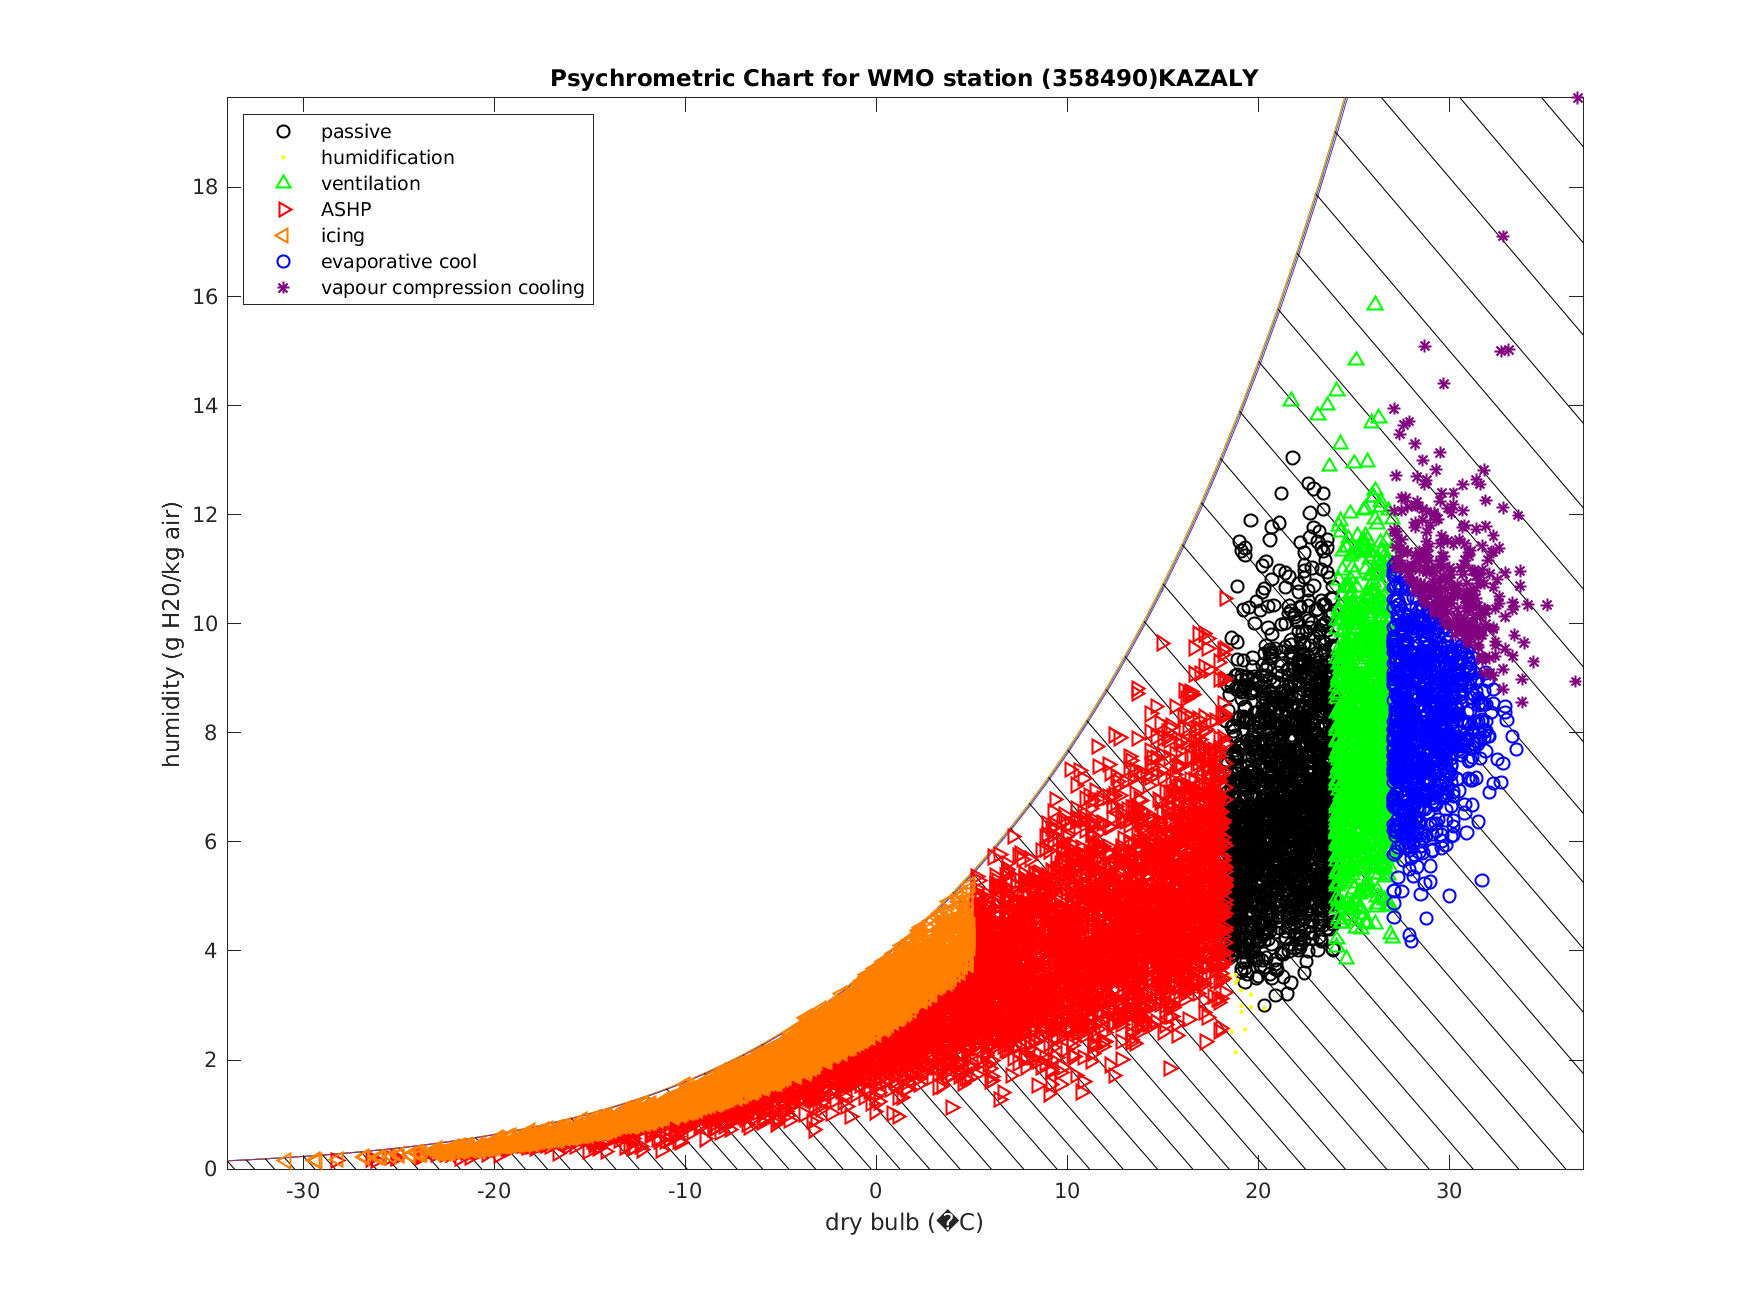 Psychrometric Chart for WMO station (358490)KAZALY
passive
humidification
ventilation
ASHP
icing
evaporative cool
vapour compression cooling
humidity (g H20/kg air)
18
16
14
12
10
8
6
4
2
0
-30 -20 -10 0 10 20 30
dry bulb (�C)